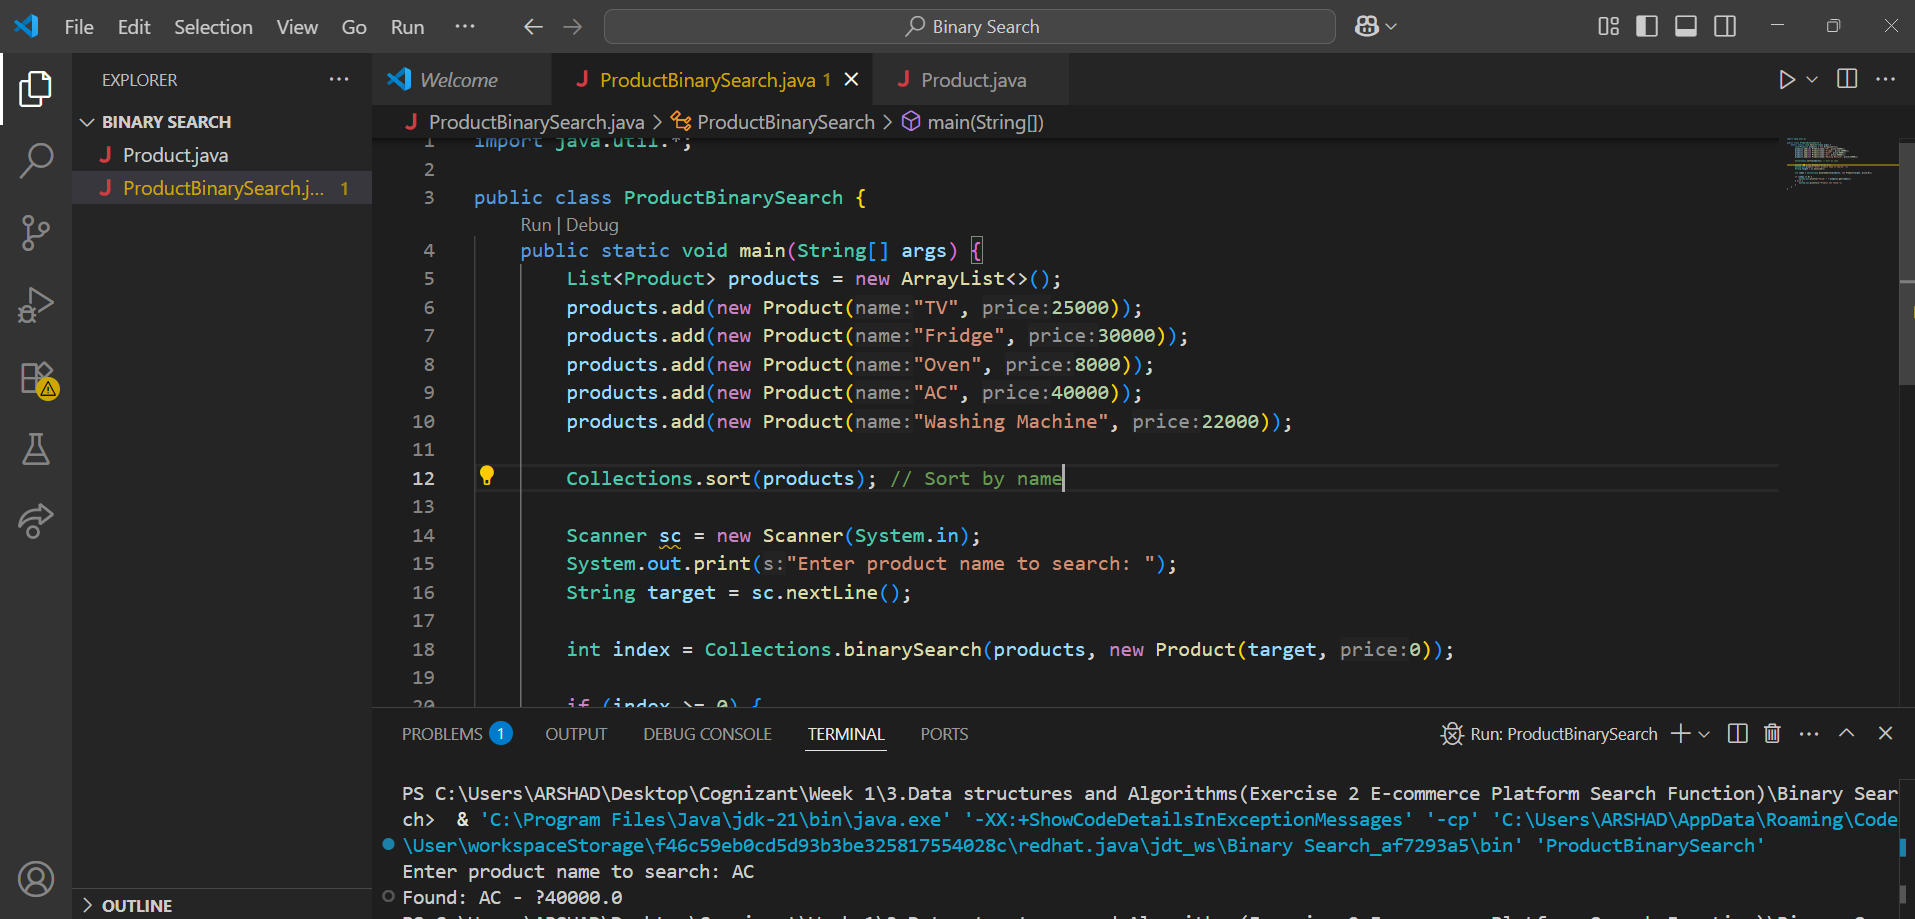 File Edit Selection View Go Run ··· Binary Search
EXPLORER ···
BINARY SEARCH
Product.java
ProductBinarySearch.j... 1
OUTLINE
Welcome ProductBinarySearch.java 1 Product.java
ProductBinarySearch.java > ProductBinarySearch > main(String[])
1 import java.util.*;
2
3 public class ProductBinarySearch {
Run | Debug
4 public static void main(String[] args) {
5 List<Product> products = new ArrayList<>();
6 products.add(new Product(name:"TV", price:25000));
7 products.add(new Product(name:"Fridge", price:30000));
8 products.add(new Product(name:"Oven", price:8000));
9 products.add(new Product(name:"AC", price:40000));
10 products.add(new Product(name:"Washing Machine", price:22000));
11
12 Collections.sort(products); // Sort by name
13
14 Scanner sc = new Scanner(System.in);
15 System.out.print(s:"Enter product name to search: ");
16 String target = sc.nextLine();
17
18 int index = Collections.binarySearch(products, new Product(target, price:0));
19
20 if (index >= 0) {
PROBLEMS 1 OUTPUT DEBUG CONSOLE TERMINAL PORTS Run: ProductBinarySearch
PS C:\Users\ARSHAD\Desktop\Cognizant\Week 1\3.Data structures and Algorithms(Exercise 2 E-commerce Platform Search Function)\Binary Sear
ch> & 'C:\Program Files\Java\jdk-21\bin\java.exe' '-XX:+ShowCodeDetailsInExceptionMessages' '-cp' 'C:\Users\ARSHAD\AppData\Roaming\Code
\User\workspaceStorage\f46c59eb0cd5d93b3be325817554028c\redhat.java\jdt_ws\Binary Search_af7293a5\bin' 'ProductBinarySearch'
Enter product name to search: AC
Found: AC - ?40000.0